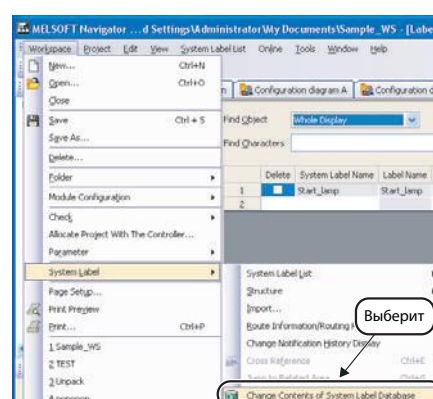 MELSOFT Navigator ...d Settings\Administrator\My Documents\Sample_WS - [Labe
Workspace Project Edit View System Label List Online Tools Window Help
New... Ctrl+N
Open... Ctrl+O
Close
Save Ctrl + S
Save As...
Delete...
Folder
Module Configuration
Check
Allocate Project With The Controller...
Parameter
System Label
Page Setup...
Print Preview
Print... Ctrl+P
1 Sample_WS
2 TEST
3 Unpack
n Configuration diagram A Configuration d
Find Object Whole Display
Find Characters
Delete System Label Name Label Name
1 Start_lamp Start_lamp
2
System Label List
Structure
Import...
Route Information/Routing
Change Notification History Display
Cross Reference Ctrl+E
Jump to Related Area
Change Contents of System Label Database
Выберит